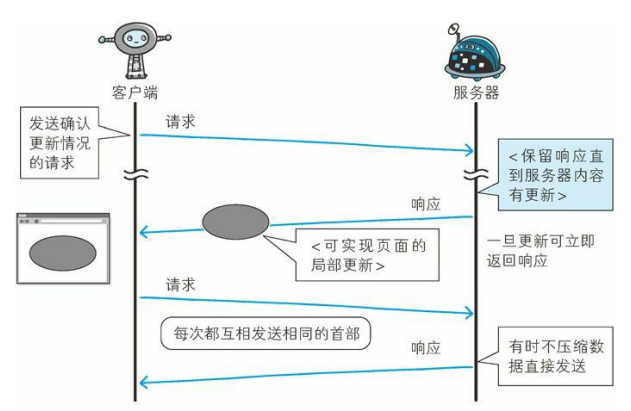 客户端
服务器
发送确认
更新情况
的请求
请求
<保留响应直
到服务器内容
有更新>
响应
<可实现页面的
局部更新>
一旦更新可立即
返回响应
请求
每次都互相发送相同的首部
响应
有时不压缩数
据直接发送